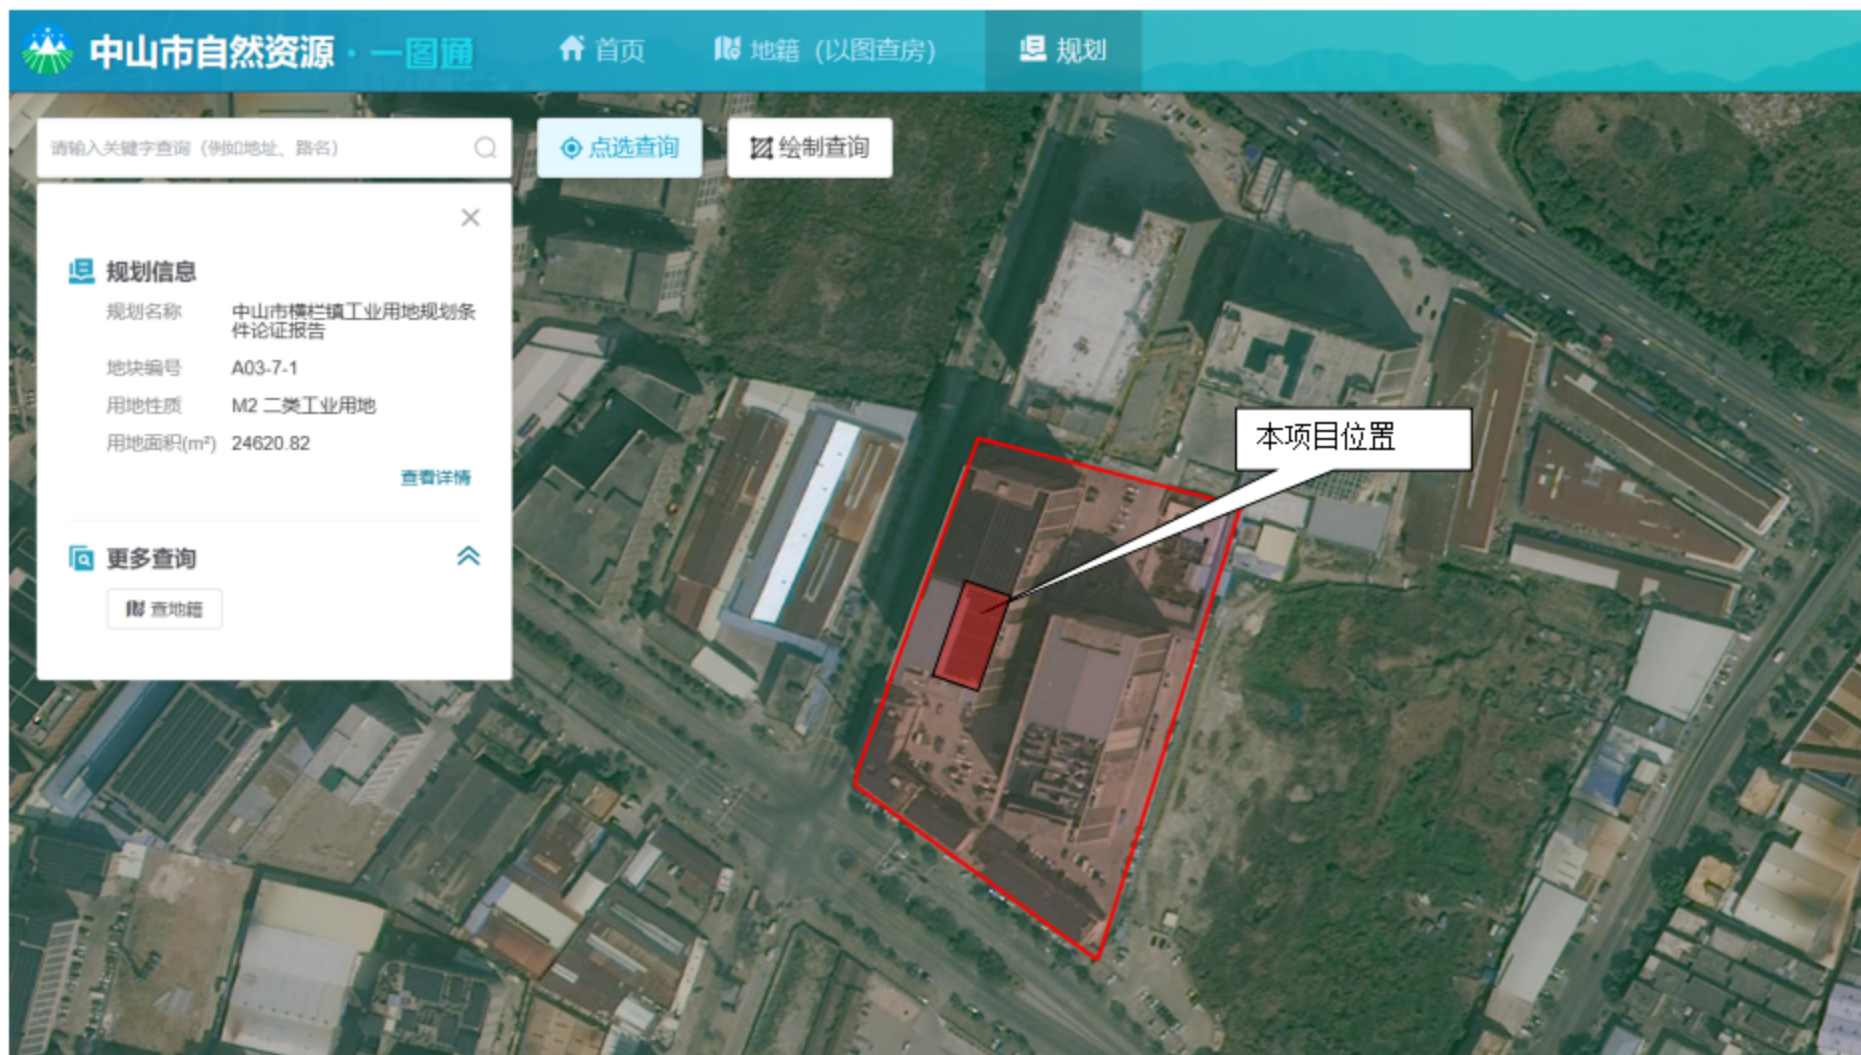 中山市自然资源·一图通
首页
地籍（以图查房）
规划
请输入关键字查询（例如地址、路名）
点选查询
绘制查询
规划信息
规划名称 中山市横栏镇工业用地规划条
件论证报告
地块编号 A03-7-1
用地性质 M2 二类工业用地
用地面积(m²) 24620.82
查看详情
更多查询
查地籍
本项目位置